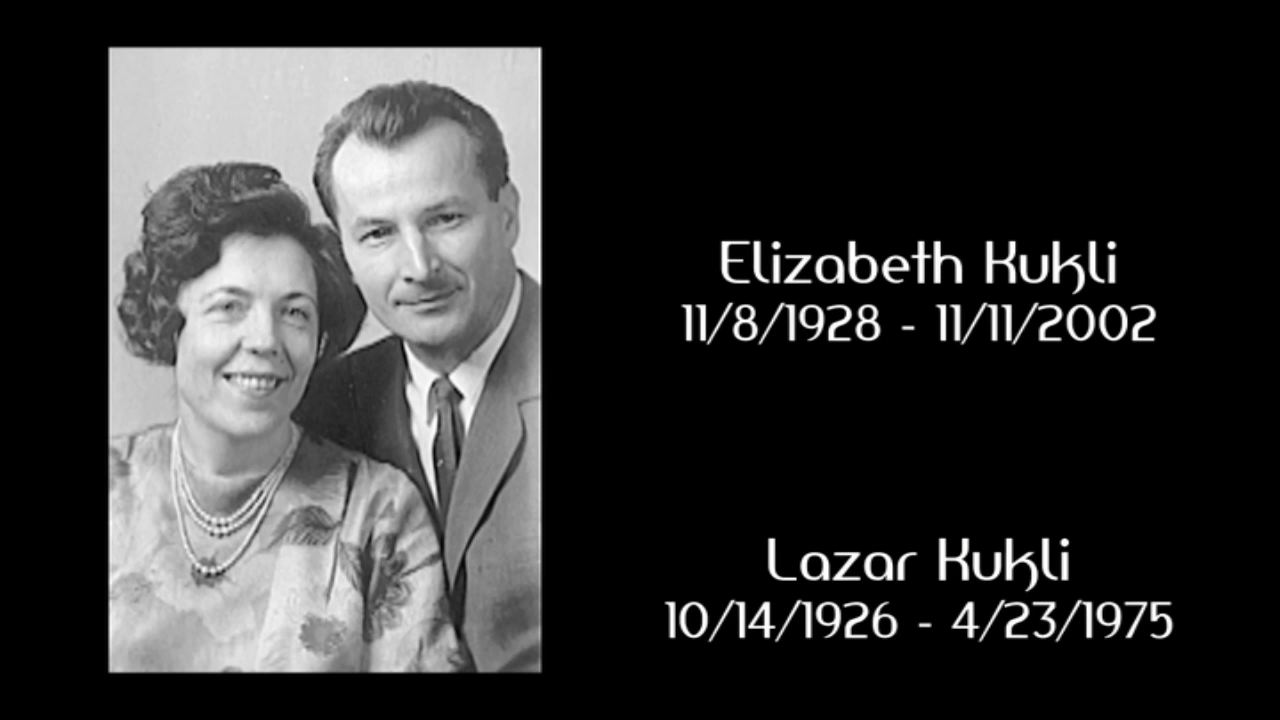 Elizabeth Kukli
11/8/1928 - 11/11/2002
Lazar Kukli
10/14/1926 - 4/23/1975